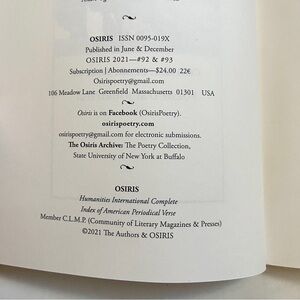 OSIRIS ISSN 0095-019X
Published in June & December
OSIRIS 2021—#92 & #93
Subscription | Abonnements—$24.00 22€
Osirispoetry@gmail.com
106 Meadow Lane Greenfield Massachusetts 01301 USA
Osiris is on Facebook (OsirisPoetry).
osirispoetry.com
osirispoetry@gmail.com for electronic submissions.
The Osiris Archive: The Poetry Collection,
State University of New York at Buffalo
OSIRIS
Humanities International Complete
Index of American Periodical Verse
Member C.L.M.P. (Community of Literary Magazines & Presses)
©2021 The Authors & OSIRIS